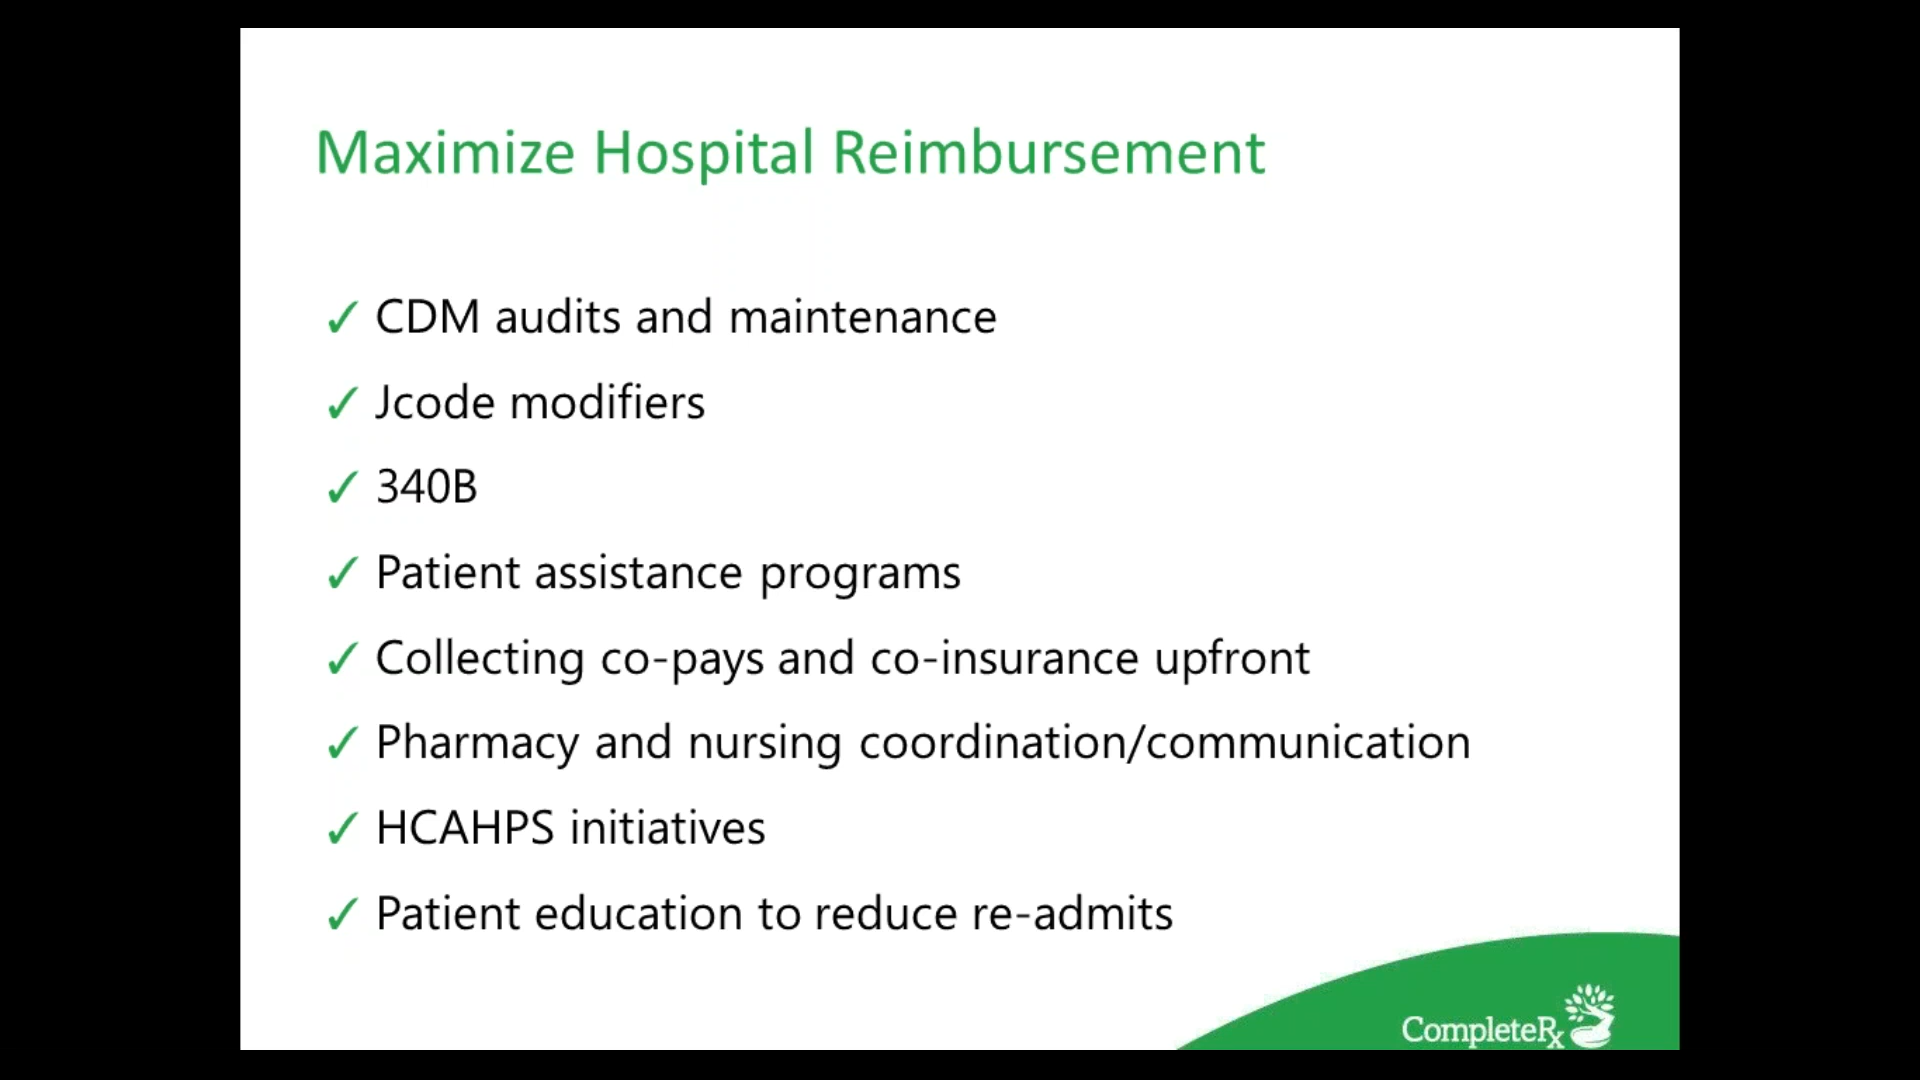 Maximize Hospital Reimbursement
✓ CDM audits and maintenance
✓ Jcode modifiers
✓ 340B
✓ Patient assistance programs
✓ Collecting co-pays and co-insurance upfront
✓ Pharmacy and nursing coordination/communication
✓ HCAHPS initiatives
✓ Patient education to reduce re-admits
CompleteRx